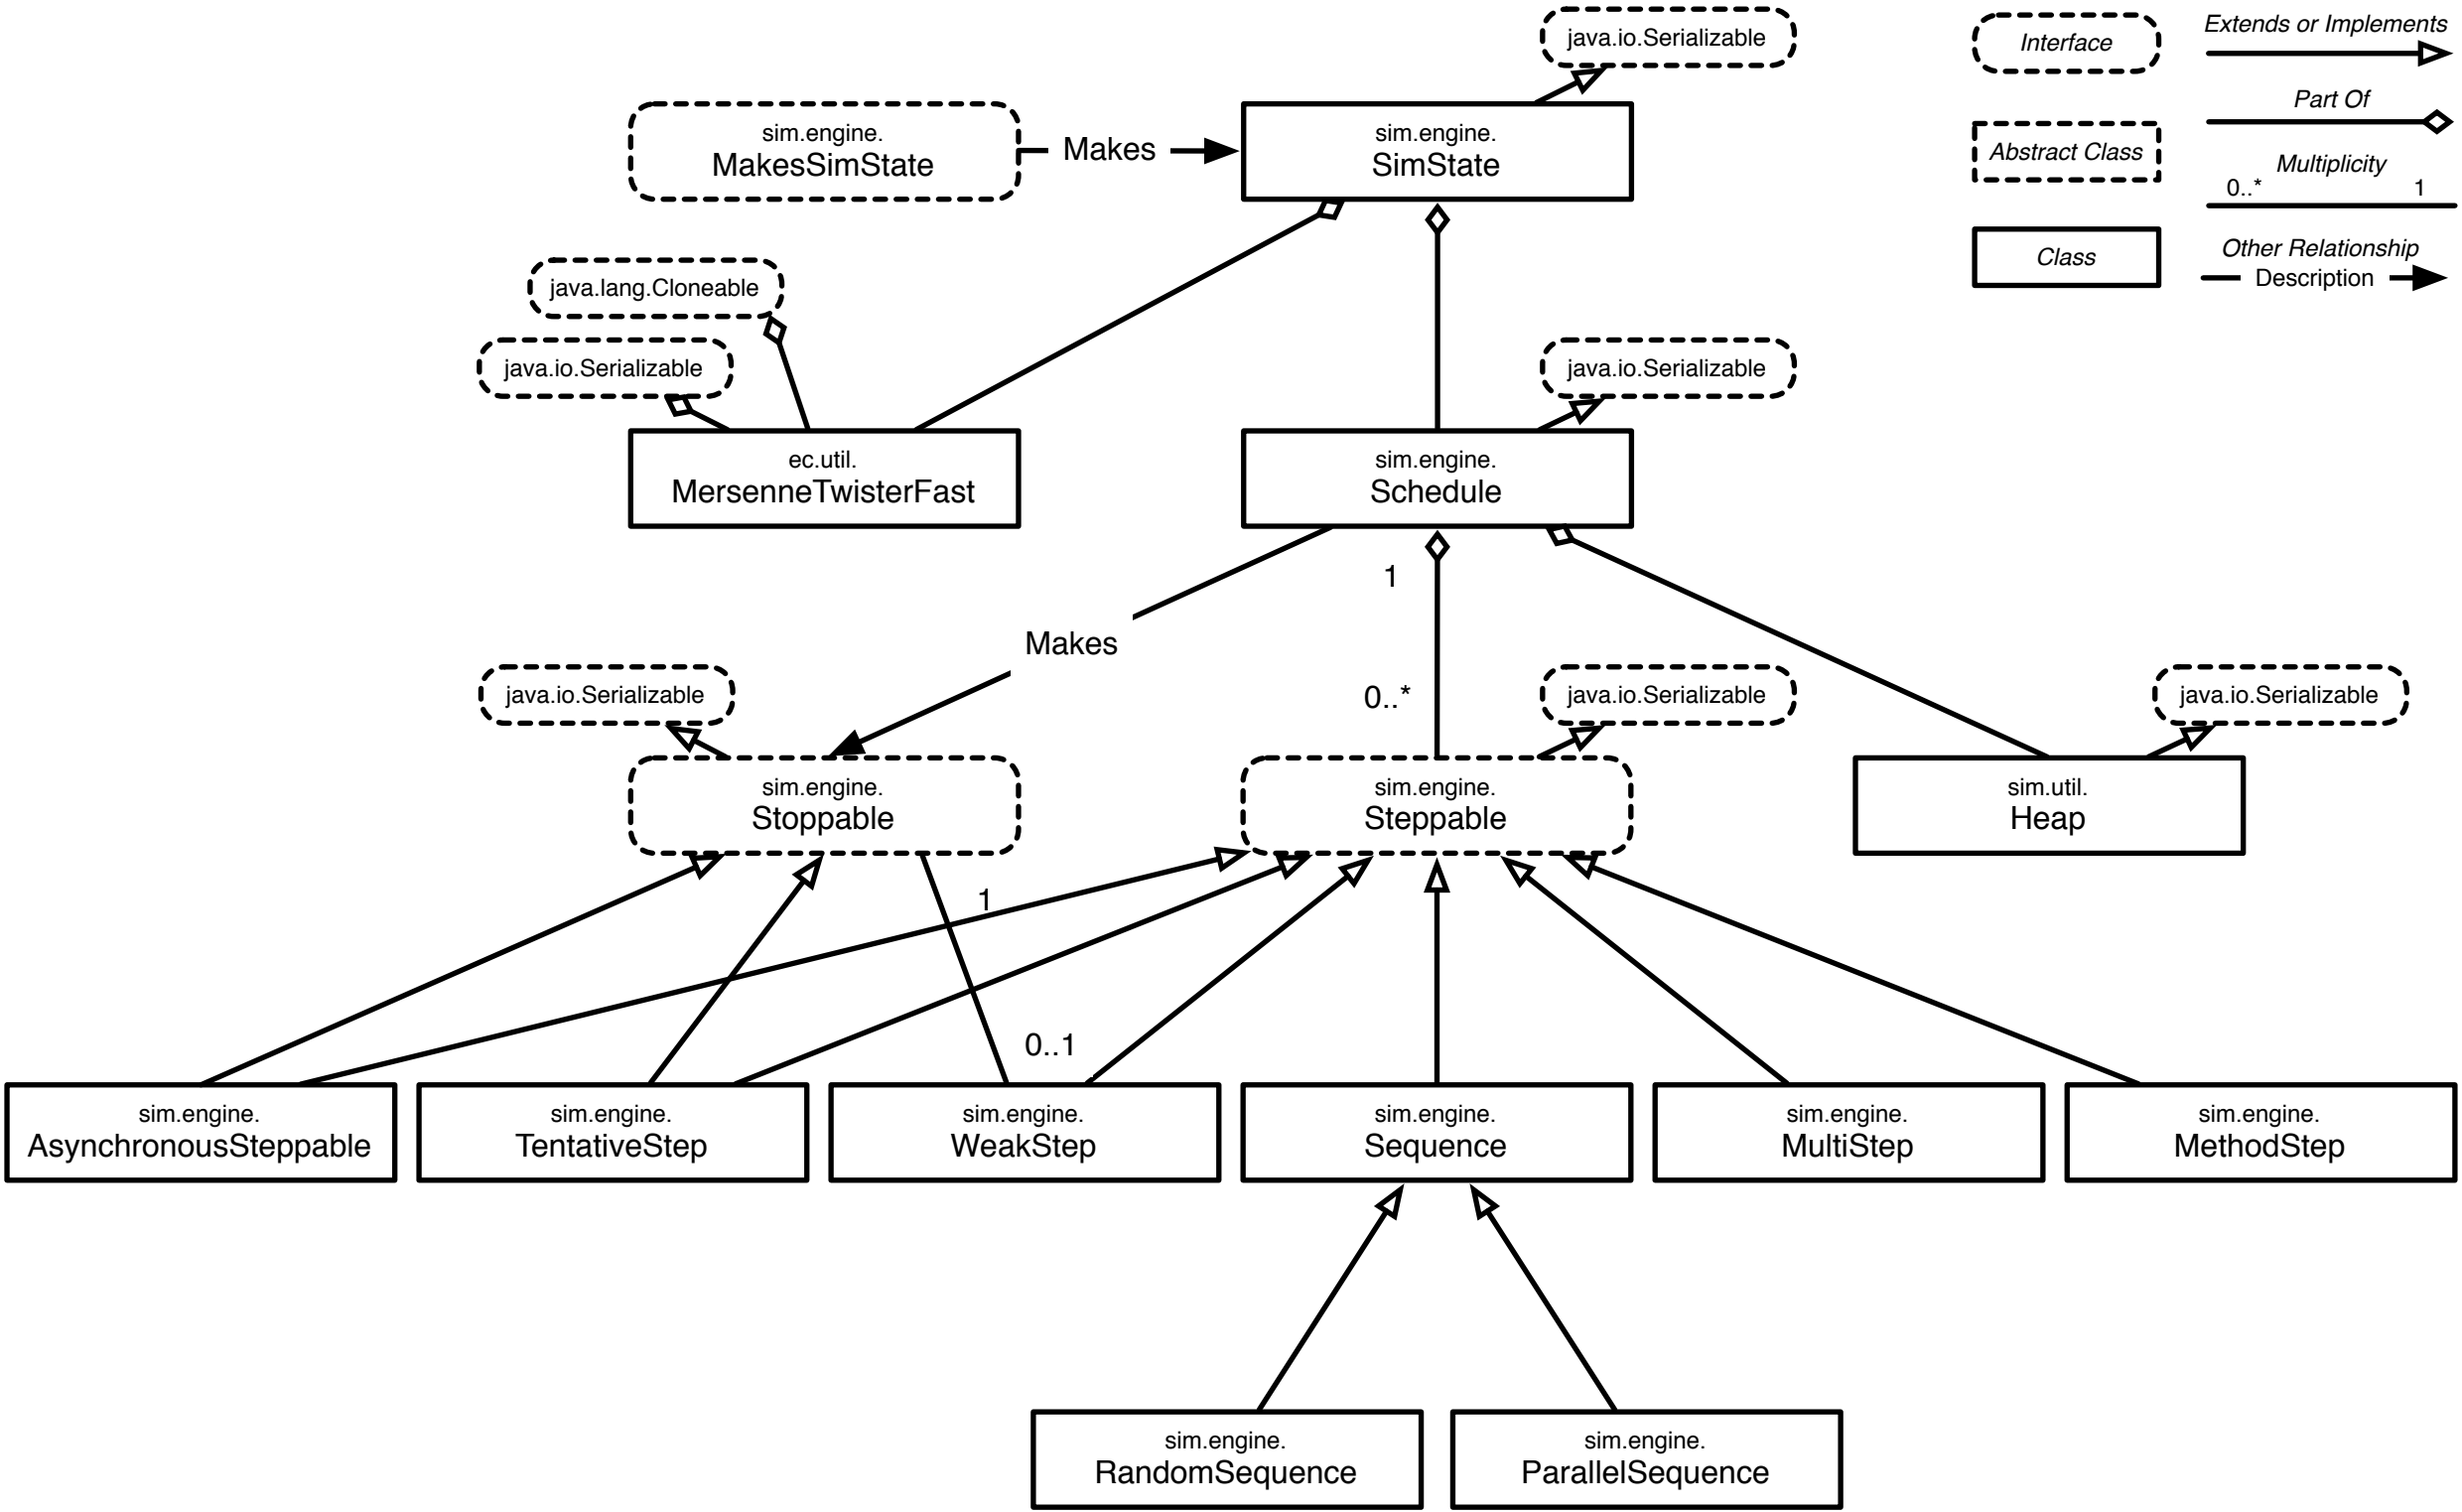 java.io.Serializable
Interface
Extends or Implements
Part Of
sim.engine.
MakesSimState
Makes
sim.engine.
SimState
Abstract Class
Multiplicity
0..*
1
Class
Other Relationship
Description
java.lang.Cloneable
java.io.Serializable
java.io.Serializable
ec.util.
MersenneTwisterFast
sim.engine.
Schedule
1
Makes
0..*
java.io.Serializable
java.io.Serializable
java.io.Serializable
sim.engine.
Stoppable
sim.engine.
Steppable
sim.util.
Heap
1
0..1
sim.engine.
AsynchronousSteppable
sim.engine.
TentativeStep
sim.engine.
WeakStep
sim.engine.
Sequence
sim.engine.
MultiStep
sim.engine.
MethodStep
sim.engine.
RandomSequence
sim.engine.
ParallelSequence